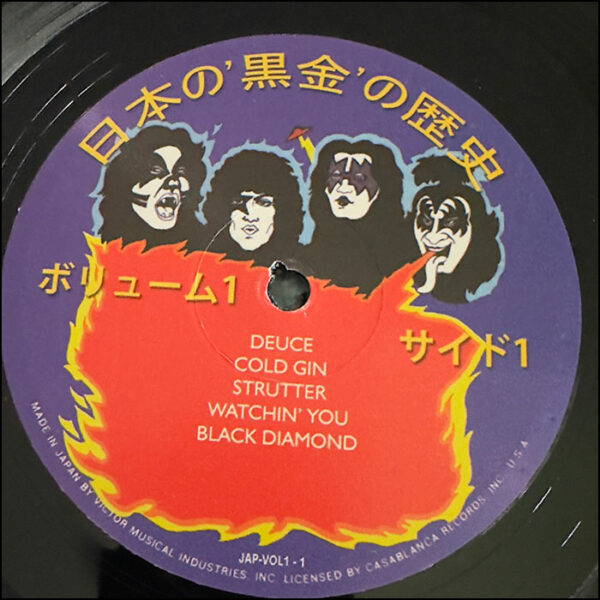 日本の’黒金’の歴史
ボリューム1
サイド1
DEUCE
COLD GIN
STRUTTER
WATCHIN' YOU
BLACK DIAMOND
JAP-VOL1 - 1
MADE IN JAPAN BY VICTOR MUSICAL INDUSTRIES. INC. LICENSED BY CASABLANCA RECORDS, INC. U.S.A.